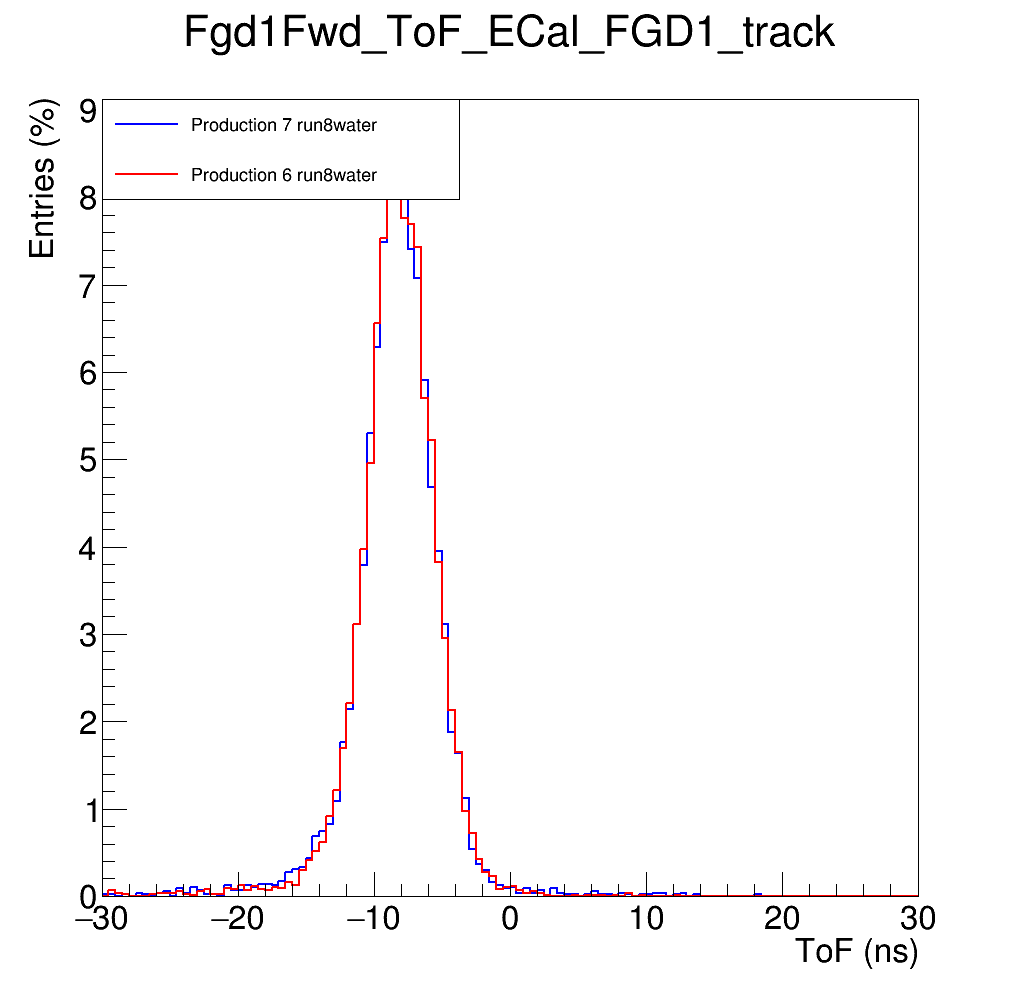 Fgd1Fwd_ToF_ECal_FGD1_track
Entries (%)
9
8
7
6
5
4
3
2
1
0
Production 7 run8water
Production 6 run8water
−30 −20 −10 0 10 20 30
ToF (ns)